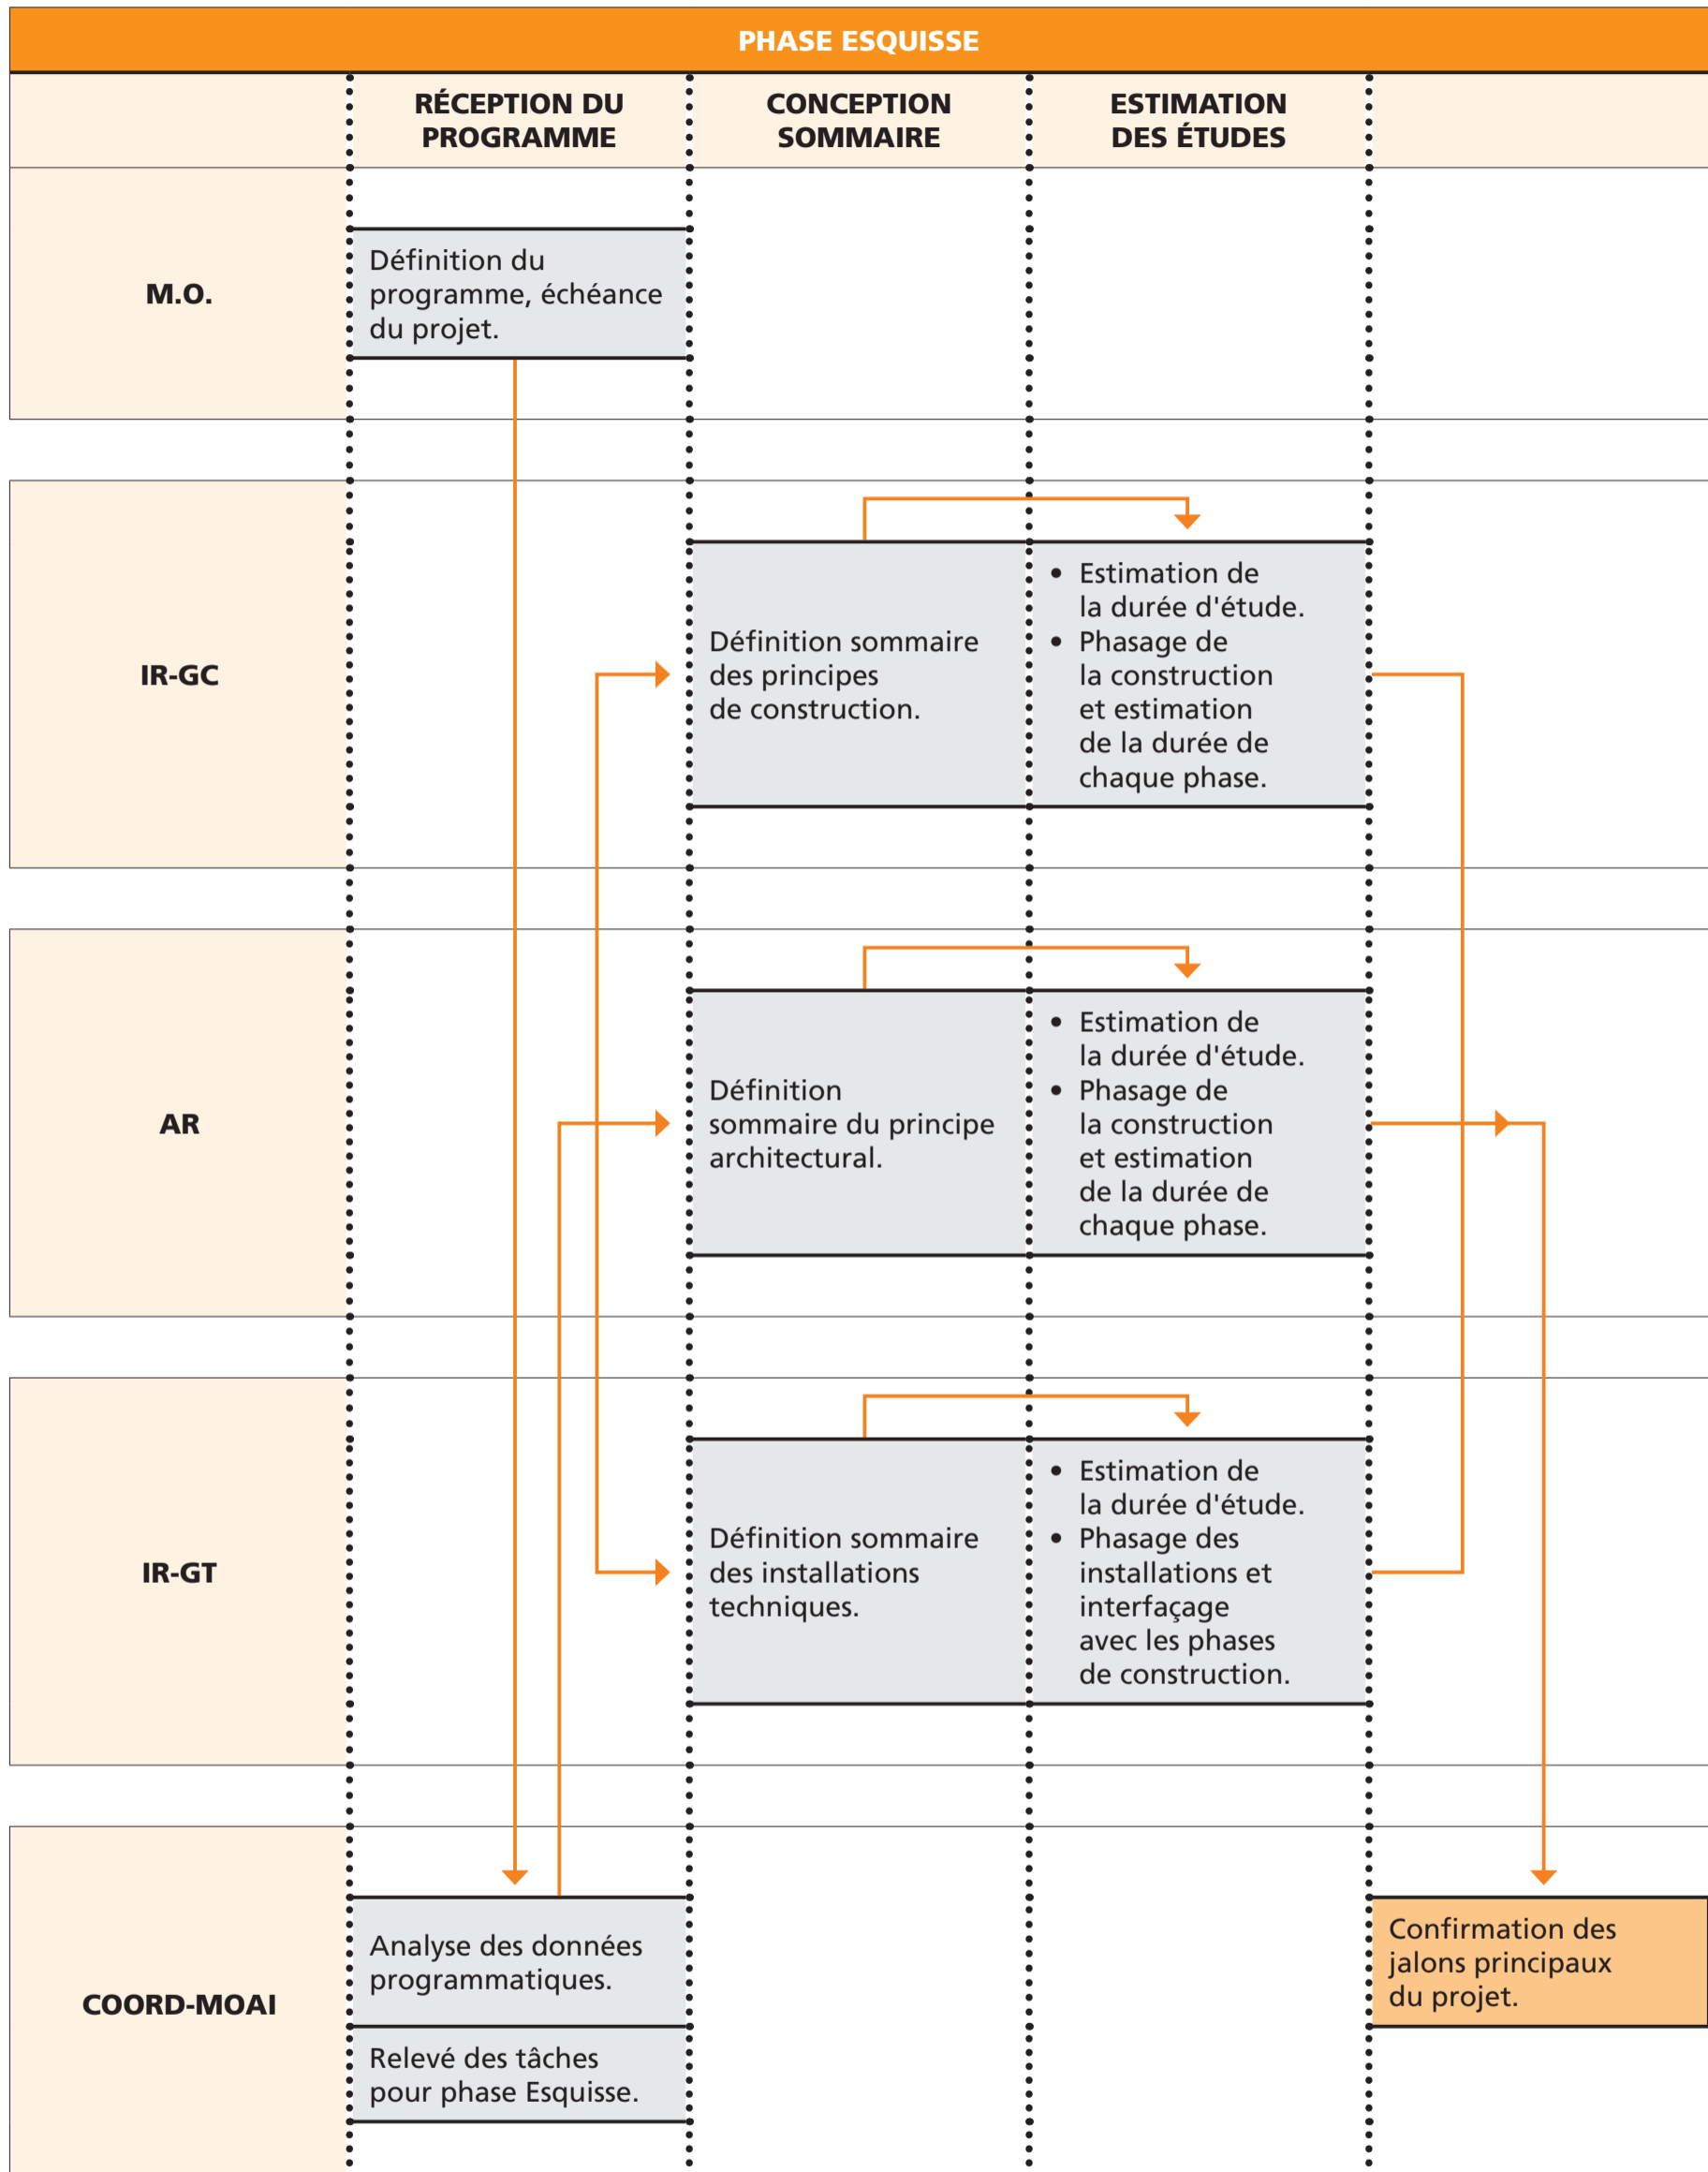 PHASE ESQUISSE
RÉCEPTION DU
PROGRAMME
CONCEPTION
SOMMAIRE
ESTIMATION
DES ÉTUDES
M.O.
Définition du
programme, échéance
du projet.
IR-GC
Définition sommaire
des principes
de construction.
• Estimation de
la durée d'étude.
• Phasage de
la construction
et estimation
de la durée de
chaque phase.
AR
Définition
sommaire du principe
architectural.
• Estimation de
la durée d'étude.
• Phasage de
la construction
et estimation
de la durée de
chaque phase.
IR-GT
Définition sommaire
des installations
techniques.
• Estimation de
la durée d'étude.
• Phasage des
installations et
interfaçage
avec les phases
de construction.
COORD-MOAI
Analyse des données
programmatiques.
Relevé des tâches
pour phase Esquisse.
Confirmation des
jalons principaux
du projet.